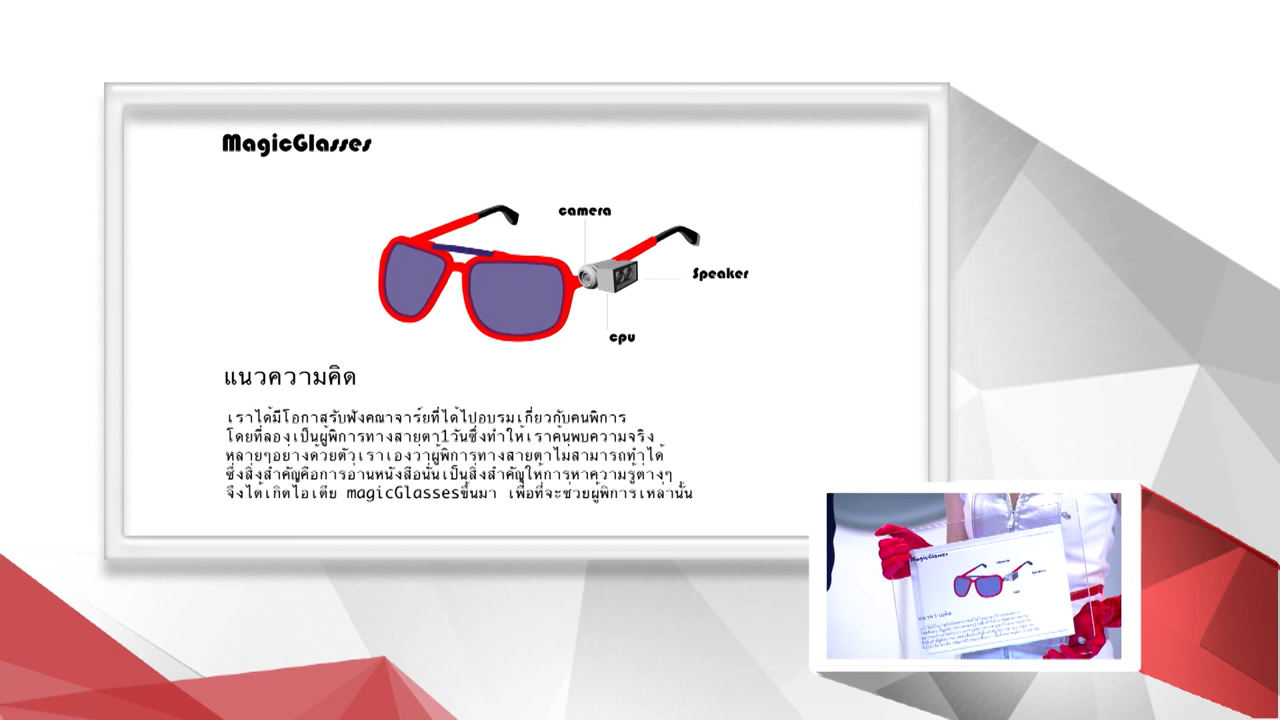 MagicGlasses
camera
Speaker
cpu
แนวความคิด
เราได้มีโอกาสรับฟังคณาจารย์ที่ได้ไปอบรมเกี่ยวกับคนพิการ
โดยที่ลองเป็นผู้พิการทางสายตา1วันซึ่งทำให้เราค้นพบความจริง
หลายๆอย่างด้วยตัวเราเองว่าผู้พิการทางสายตาไม่สามารถทำได้
ซึ่งสิ่งสำคัญคือการอ่านหนังสือนั่นเป็นสิ่งสำคัญให้การหาความรู้ต่างๆ
จึงได้เกิดไอเดีย magicGlassesขึ้นมา เพื่อที่จะช่วยผู้พิการเหล่านั้น
MagicGlasses